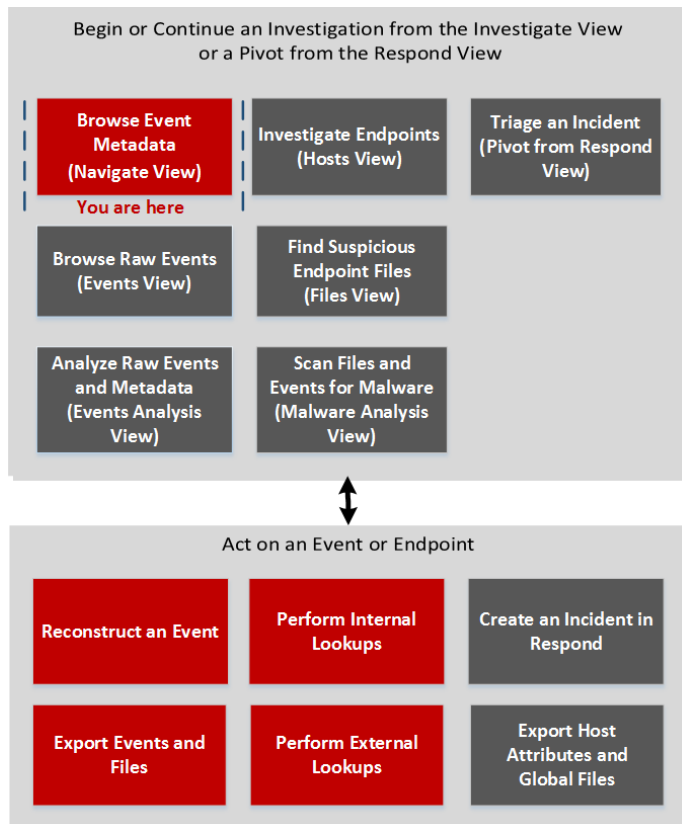 Begin or Continue an Investigation from the Investigate View
or a Pivot from the Respond View
Browse Event
Metadata
(Navigate View)
You are here
Investigate Endpoints
(Hosts View)
Triage an Incident
(Pivot from Respond
View)
Browse Raw Events
(Events View)
Find Suspicious
Endpoint Files
(Files View)
Analyze Raw Events
and Metadata
(Events Analysis
View)
Scan Files and
Events for Malware
(Malware Analysis
View)
Act on an Event or Endpoint
Reconstruct an Event
Perform Internal
Lookups
Create an Incident in
Respond
Export Events and
Files
Perform External
Lookups
Export Host
Attributes and
Global Files